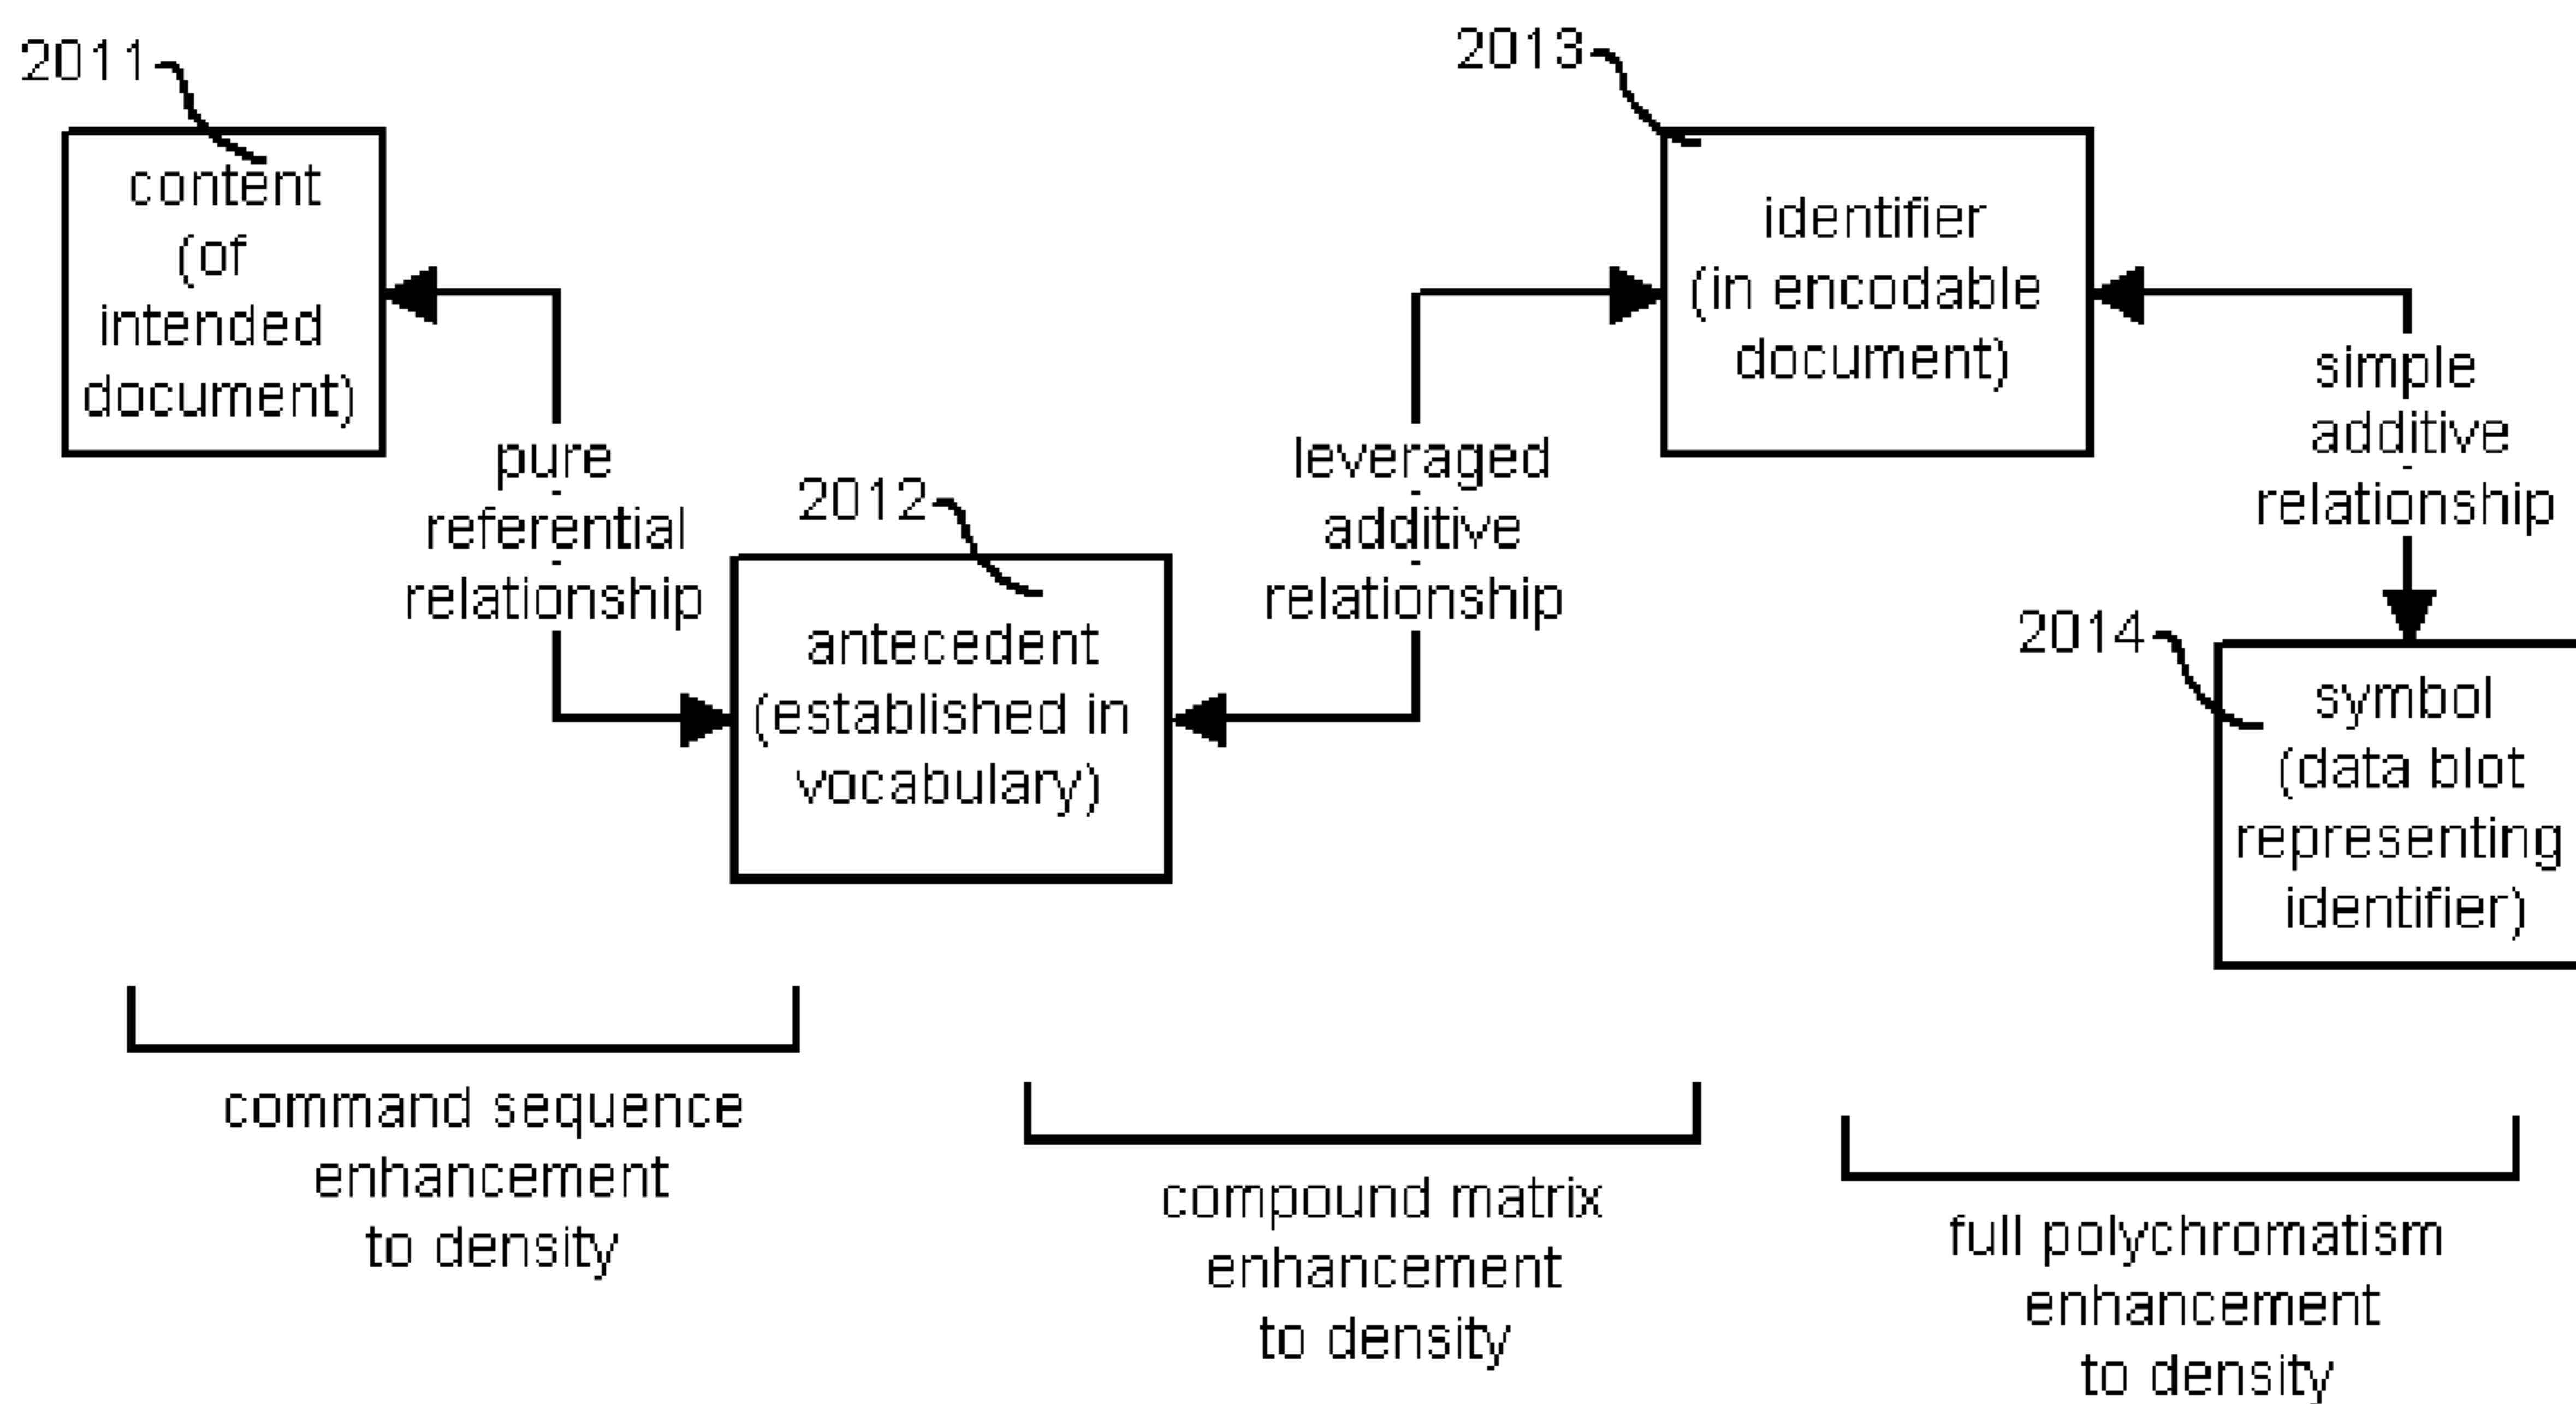 2011
content
(of
intended
document)
pure
referential
relationship
2012
antecedent
(established in
vocabulary)
leveraged
additive
relationship
2013
identifier
(in encodable
document)
simple
additive
relationship
2014
symbol
(data blot
representing
identifier)
command sequence
enhancement
to density
compound matrix
enhancement
to density
full polychromatism
enhancement
to density